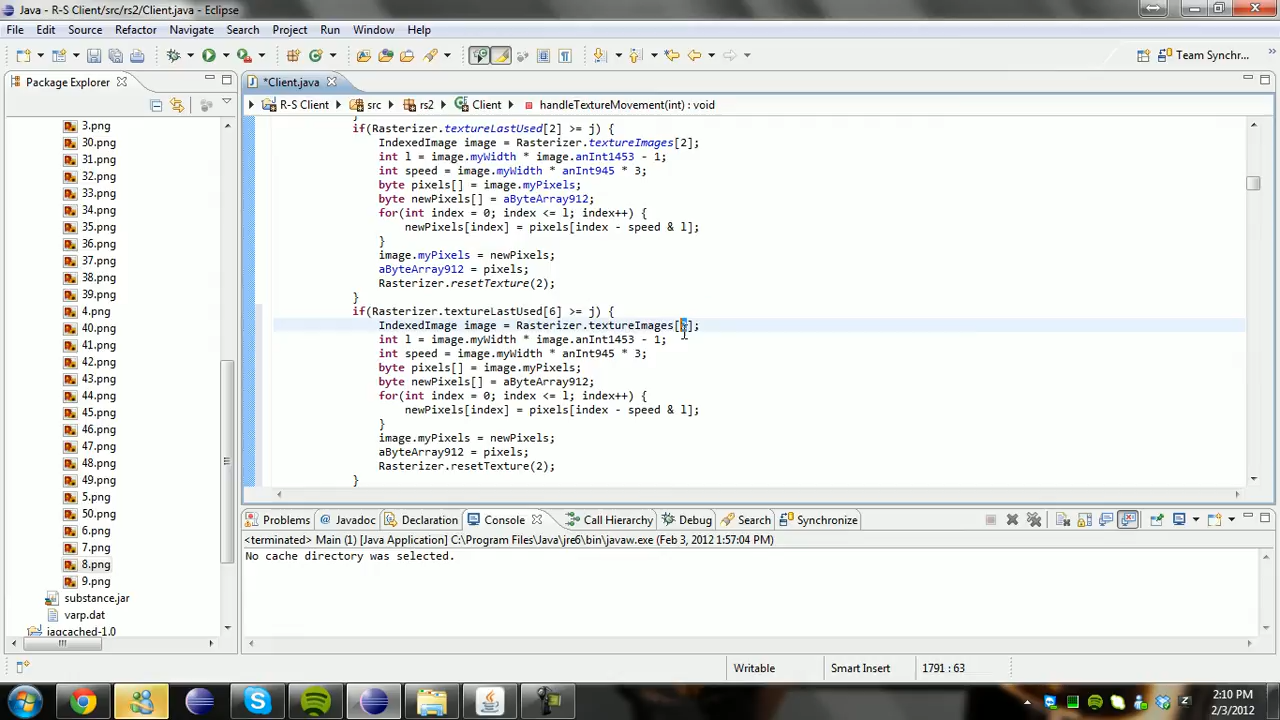 Java - R-S Client/src/rs2/Client.java - Eclipse
File Edit Source Refactor Navigate Search Project Run Window Help
Team Synchr...
Package Explorer
*Client.java
R-S Client src rs2 Client handleTextureMovement(int) : void
3.png
30.png
31.png
32.png
33.png
34.png
35.png
36.png
37.png
38.png
39.png
4.png
40.png
41.png
42.png
43.png
44.png
45.png
46.png
47.png
48.png
49.png
5.png
50.png
6.png
7.png
8.png
9.png
substance.jar
varp.dat
jagcached-1.0
}
if(Rasterizer.textureLastUsed[2] >= j) {
IndexedImage image = Rasterizer.textureImages[2];
int l = image.myWidth * image.anInt1453 - 1;
int speed = image.myWidth * anInt945 * 3;
byte pixels[] = image.myPixels;
byte newPixels[] = aByteArray912;
for(int index = 0; index <= l; index++) {
newPixels[index] = pixels[index - speed & l];
}
image.myPixels = newPixels;
aByteArray912 = pixels;
Rasterizer.resetTexture(2);
}
if(Rasterizer.textureLastUsed[6] >= j) {
IndexedImage image = Rasterizer.textureImages[];
int l = image.myWidth * image.anInt1453 - 1;
int speed = image.myWidth * anInt945 * 3;
byte pixels[] = image.myPixels;
byte newPixels[] = aByteArray912;
for(int index = 0; index <= l; index++) {
newPixels[index] = pixels[index - speed & l];
}
image.myPixels = newPixels;
aByteArray912 = pixels;
Rasterizer.resetTexture(2);
}
Problems Javadoc Declaration Console Call Hierarchy Debug Search Synchronize
<terminated> Main (1) [Java Application] C:\Program Files\Java\jre6\bin\javaw.exe (Feb 3, 2012 1:57:04 PM)
No cache directory was selected.
Writable Smart Insert 1791 : 63
2:10 PM
2/3/2012